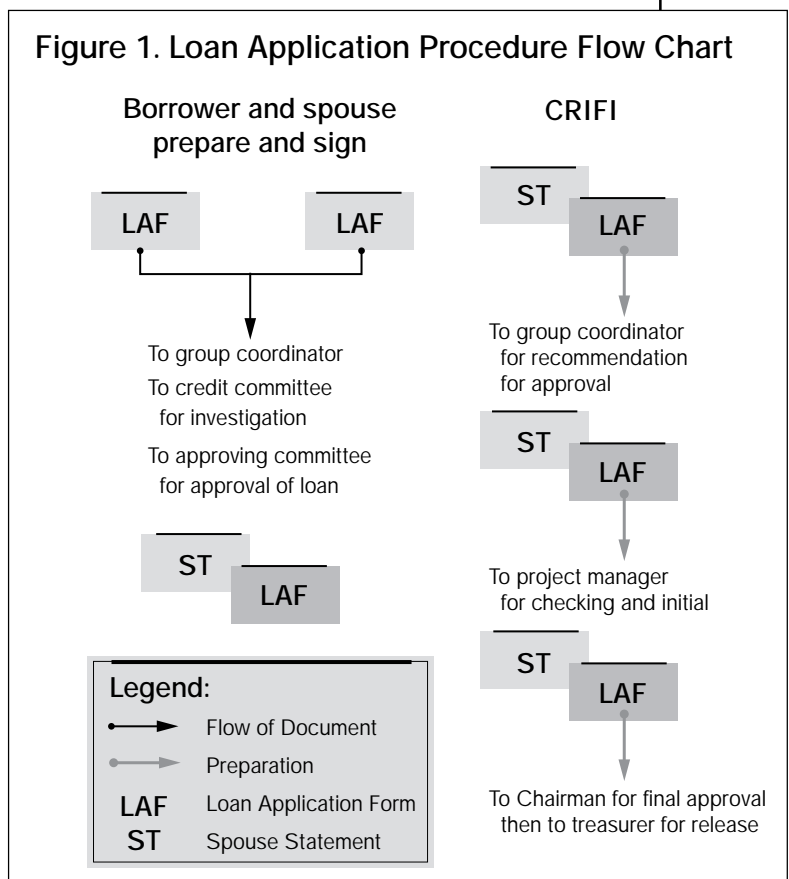 Figure 1. Loan Application Procedure Flow Chart
Borrower and spouse
prepare and sign
LAF
LAF
To group coordinator
To credit committee
for investigation
To approving committee
for approval of loan
ST
LAF
Legend:
Flow of Document
Preparation
LAF Loan Application Form
ST Spouse Statement
CRIFI
ST
LAF
To group coordinator
for recommendation
for approval
ST
LAF
To project manager
for checking and initial
ST
LAF
To Chairman for final approval
then to treasurer for release